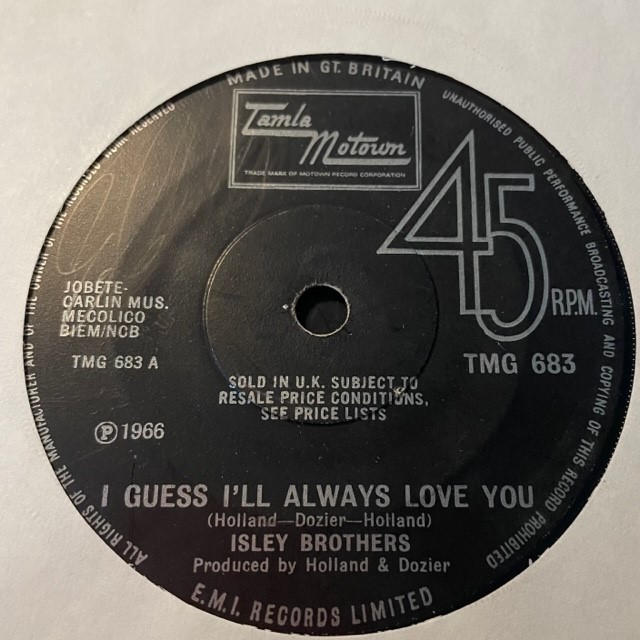 MADE IN GT. BRITAIN
Tamla
Motown
TRADE MARK OF MOTOWN RECORD CORPORATION
45
R.P.M.
JOBETE-
CARLIN MUS.
MECOLICO
BIEM/NCB
TMG 683 A
TMG 683
SOLD IN U.K. SUBJECT TO
RESALE PRICE CONDITIONS,
SEE PRICE LISTS
Ⓟ 1966
I GUESS I'LL ALWAYS LOVE YOU
(Holland—Dozier—Holland)
ISLEY BROTHERS
Produced by Holland & Dozier
E.M.I. RECORDS LIMITED
ALL RIGHTS OF THE MANUFACTURER AND OF THE OWNER OF THE RECORDED WORK RESERVED
UNAUTHORISED PUBLIC PERFORMANCE BROADCASTING AND COPYING OF THIS RECORD PROHIBITED